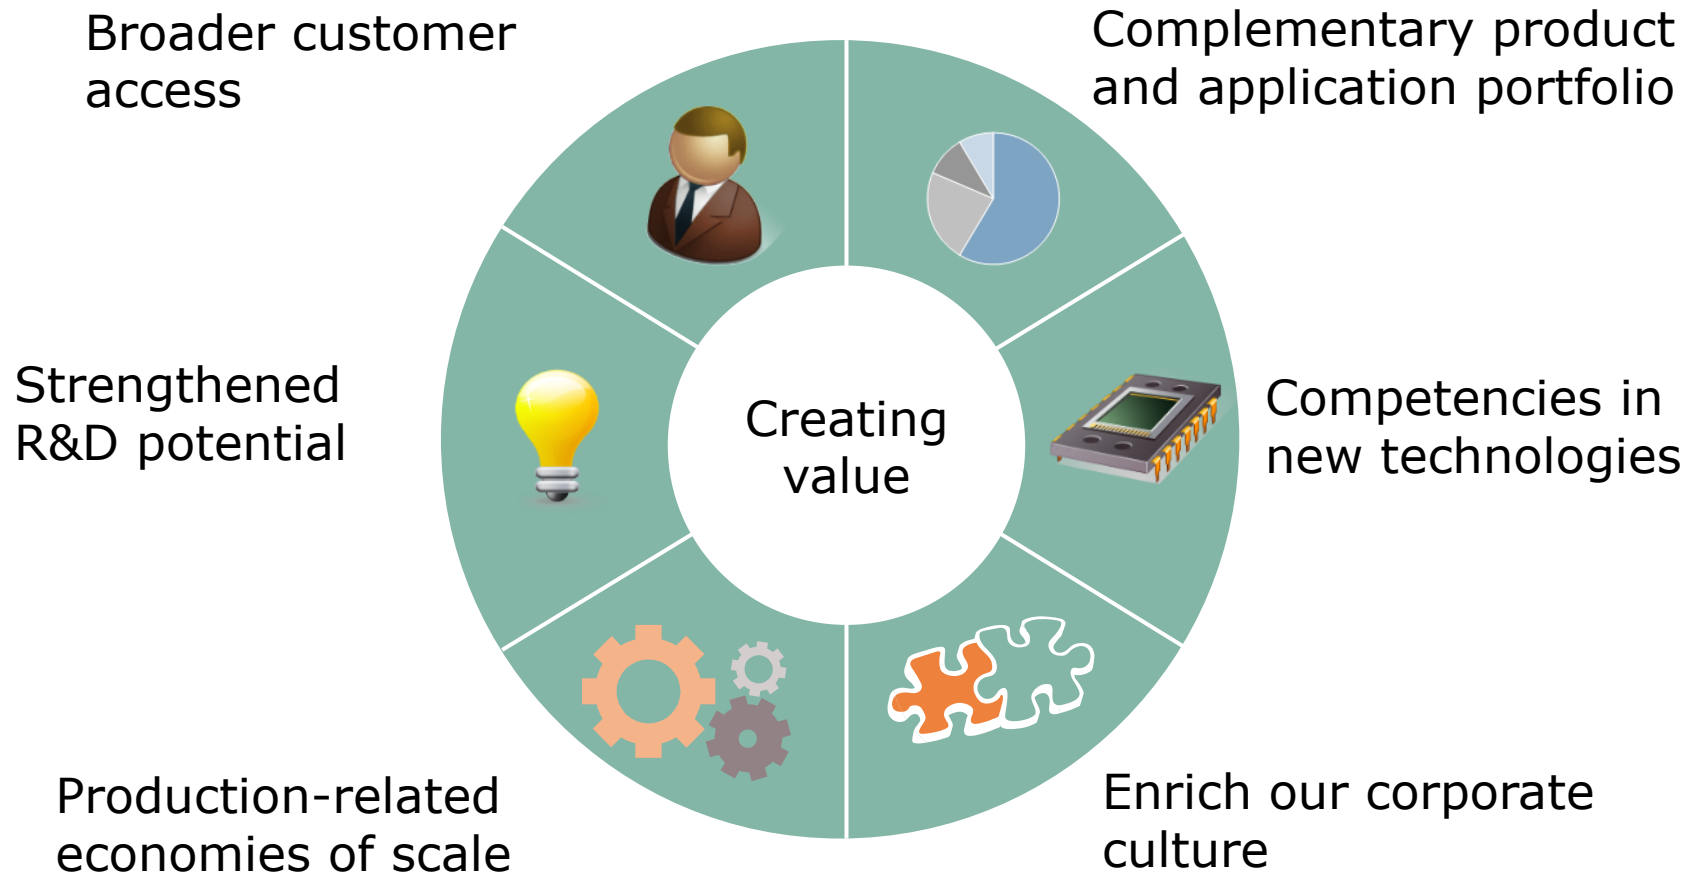 Broader customer
access
Complementary product
and application portfolio
Strengthened
R&D potential
Creating
value
Competencies in
new technologies
Production-related
economies of scale
Enrich our corporate
culture